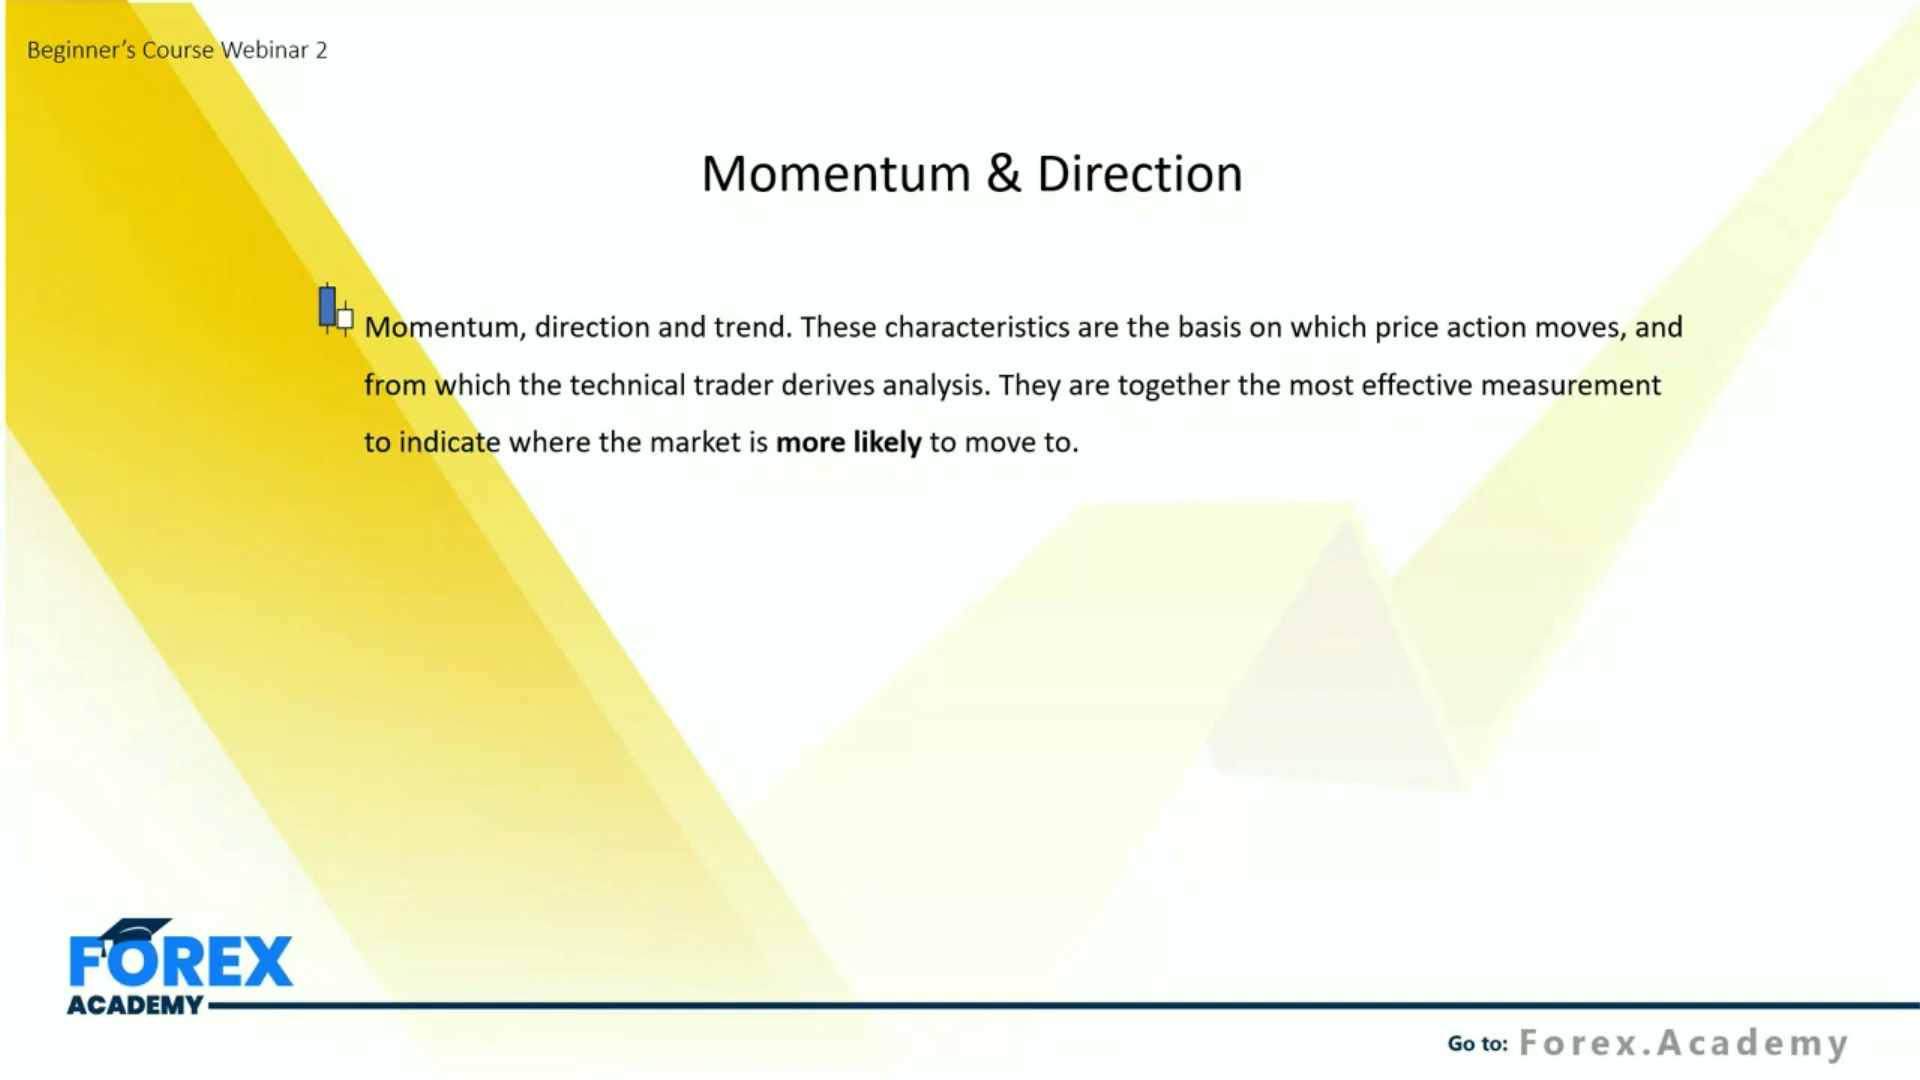 Beginner’s Course Webinar 2
Momentum & Direction
Momentum, direction and trend. These characteristics are the basis on which price action moves, and
from which the technical trader derives analysis. They are together the most effective measurement
to indicate where the market is more likely to move to.
FOREX
ACADEMY
Go to: Forex.Academy